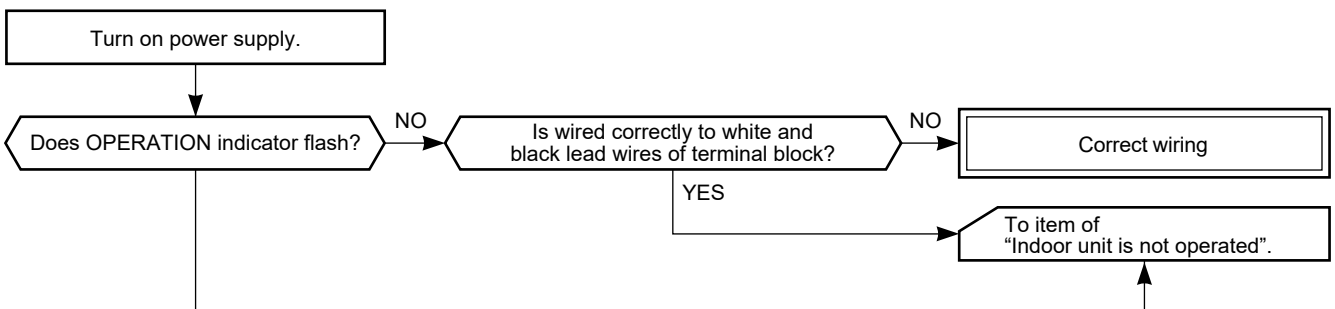 Turn on power supply.
Does OPERATION indicator flash?
NO
Is wired correctly to white and
black lead wires of terminal block?
NO
Correct wiring
YES
To item of
“Indoor unit is not operated”.